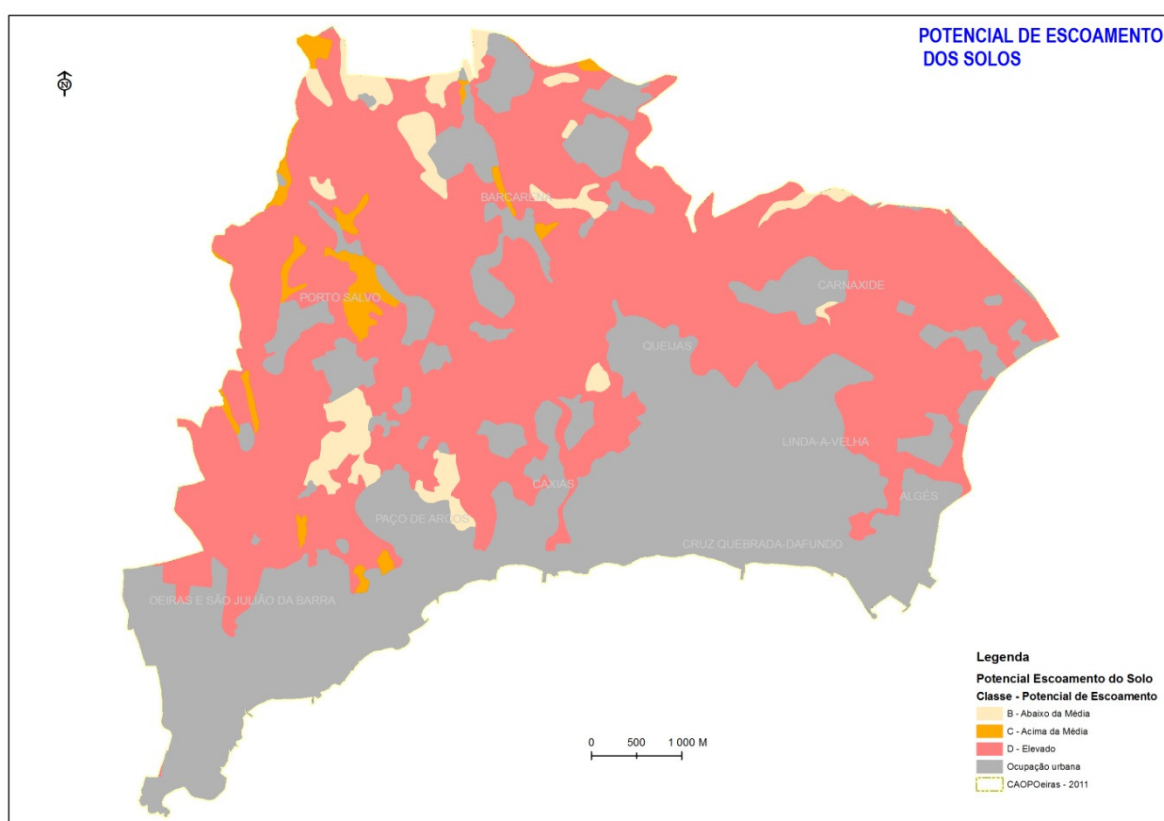 POTENCIAL DE ESCOAMENTO
DOS SOLOS
N
BARCARENA
CARNAXIDE
PORTO SALVO
QUEIJAS
LINDA-A-VELHA
CAXIAS
ALGÉS
PAÇO DE ARCOS
CRUZ QUEBRADA-DAFUNDO
OEIRAS E SÃO JULIÃO DA BARRA
Legenda
Potencial Escoamento do Solo
Classe - Potencial de Escoamento
B - Abaixo da Média
C - Acima da Média
D - Elevado
Ocupação urbana
CAOPOeiras - 2011
0 500 1 000 M